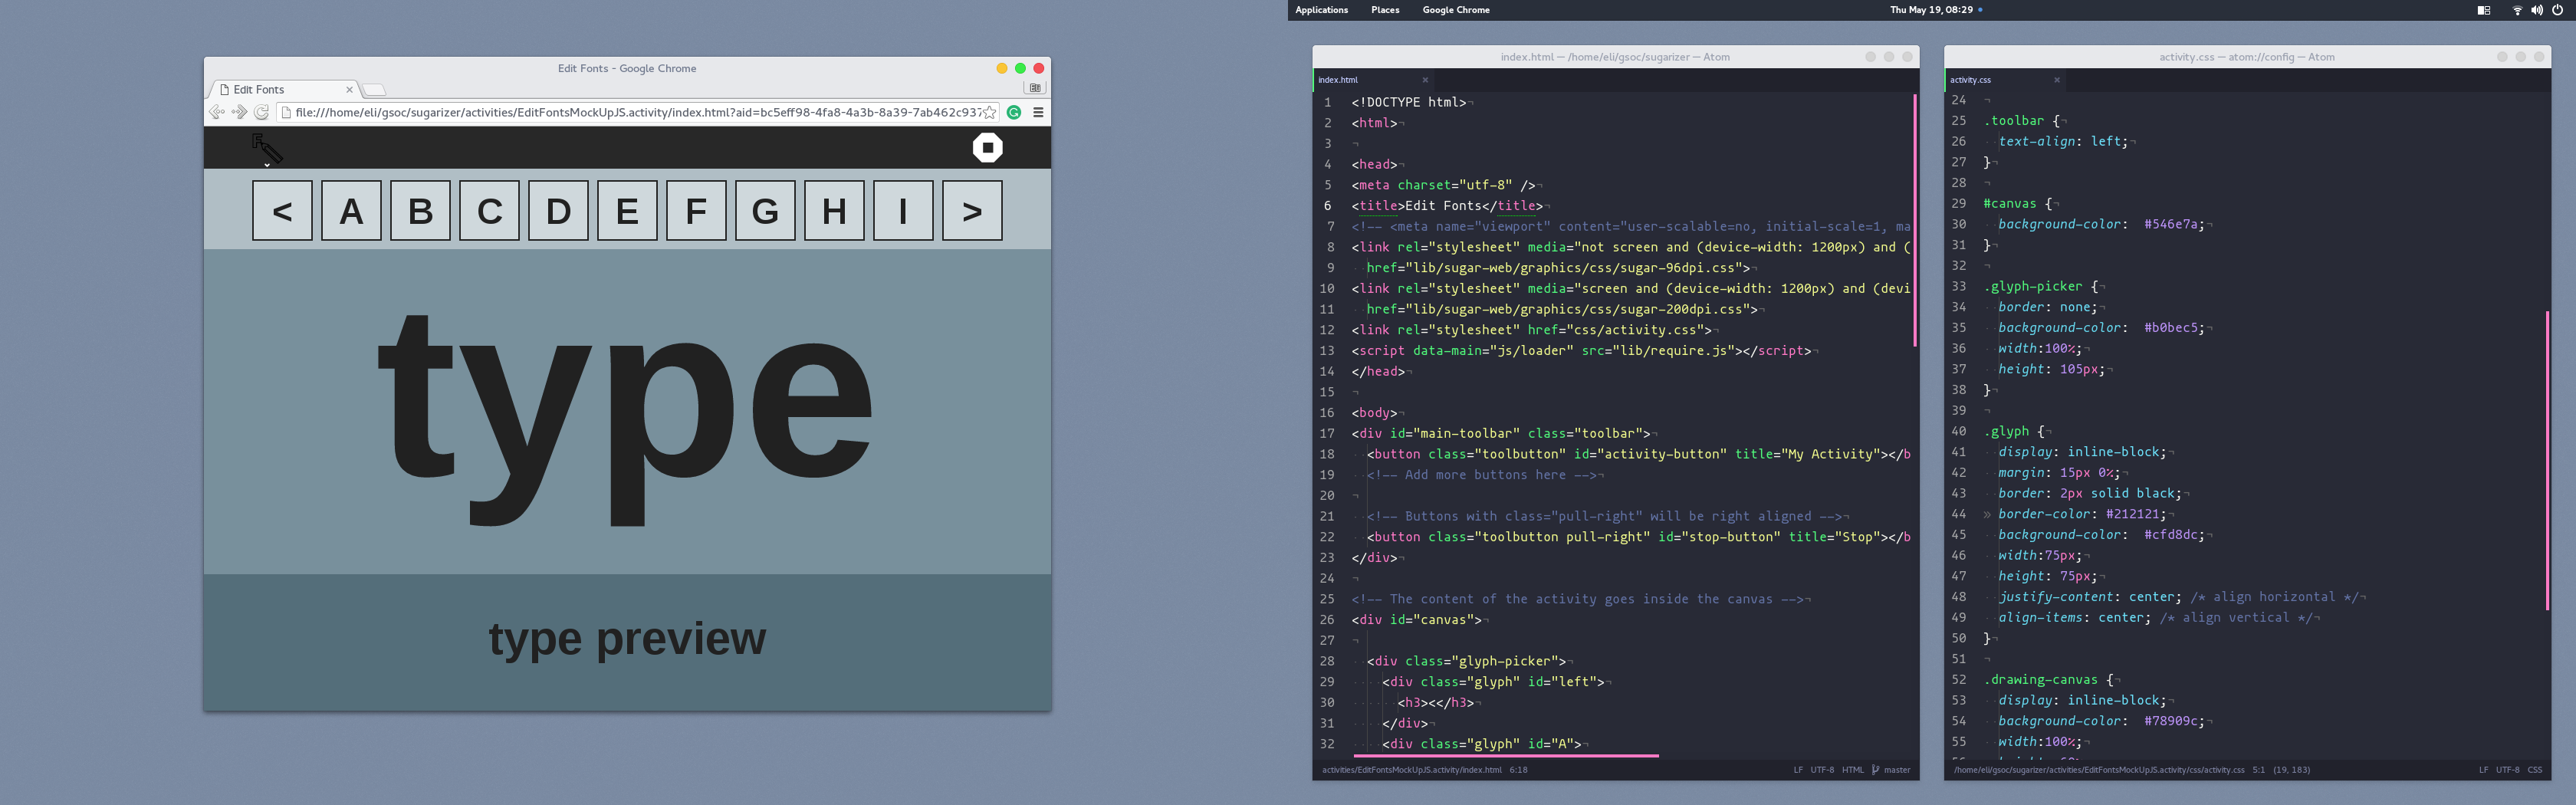 Applications Places Google Chrome Thu May 19, 08:29
Edit Fonts - Google Chrome
Edit Fonts
file:///home/eli/gsoc/sugarizer/activities/EditFontsMockUpJS.activity/index.html?aid=bc5eff98-4fa8-4a3b-8a39-7ab462c937
< A B C D E F G H I >
type
type preview
index.html — /home/eli/gsoc/sugarizer — Atom
index.html
1 <!DOCTYPE html>
2 <html>
3
4 <head>
5 <meta charset="utf-8" />
6 <title>Edit Fonts</title>
7 <!-- <meta name="viewport" content="user-scalable=no, initial-scale=1, ma
8 <link rel="stylesheet" media="not screen and (device-width: 1200px) and (
9 href="lib/sugar-web/graphics/css/sugar-96dpi.css">
10 <link rel="stylesheet" media="screen and (device-width: 1200px) and (devi
11 href="lib/sugar-web/graphics/css/sugar-200dpi.css">
12 <link rel="stylesheet" href="css/activity.css">
13 <script data-main="js/loader" src="lib/require.js"></script>
14 </head>
15
16 <body>
17 <div id="main-toolbar" class="toolbar">
18 <button class="toolbutton" id="activity-button" title="My Activity"></b
19 <!-- Add more buttons here -->
20
21 <!-- Buttons with class="pull-right" will be right aligned -->
22 <button class="toolbutton pull-right" id="stop-button" title="Stop"></b
23 </div>
24
25 <!-- The content of the activity goes inside the canvas -->
26 <div id="canvas">
27
28 <div class="glyph-picker">
29 <div class="glyph" id="left">
30 <h3><</h3>
31 </div>
32 <div class="glyph" id="A">
activities/EditFontsMockUpJS.activity/index.html 6:18 LF UTF-8 HTML master
activity.css — atom://config — Atom
activity.css
24
25 .toolbar {
26 text-align: left;
27 }
28
29 #canvas {
30 background-color: #546e7a;
31 }
32
33 .glyph-picker {
34 border: none;
35 background-color: #b0bec5;
36 width:100%;
37 height: 105px;
38 }
39
40 .glyph {
41 display: inline-block;
42 margin: 15px 0%;
43 border: 2px solid black;
44 border-color: #212121;
45 background-color: #cfd8dc;
46 width:75px;
47 height: 75px;
48 justify-content: center; /* align horizontal */
49 align-items: center; /* align vertical */
50 }
51
52 .drawing-canvas {
53 display: inline-block;
54 background-color: #78909c;
55 width:100%;
/home/eli/gsoc/sugarizer/activities/EditFontsMockUpJS.activity/css/activity.css 5:1 (19, 183) LF UTF-8 CSS